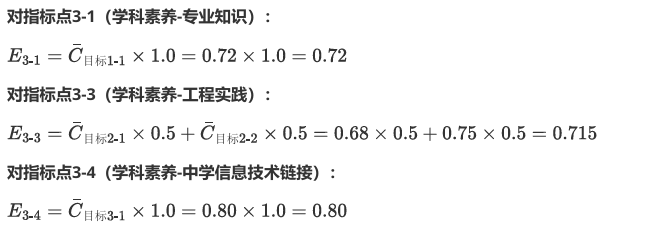 对指标点3-1（学科素养-专业知识）：
E₃₋₁ = C̄目标1-1 × 1.0 = 0.72 × 1.0 = 0.72
对指标点3-3（学科素养-工程实践）：
E₃₋₃ = C̄目标2-1 × 0.5 + C̄目标2-2 × 0.5 = 0.68 × 0.5 + 0.75 × 0.5 = 0.715
对指标点3-4（学科素养-中学信息技术链接）：
E₃₋₄ = C̄目标3-1 × 1.0 = 0.80 × 1.0 = 0.80